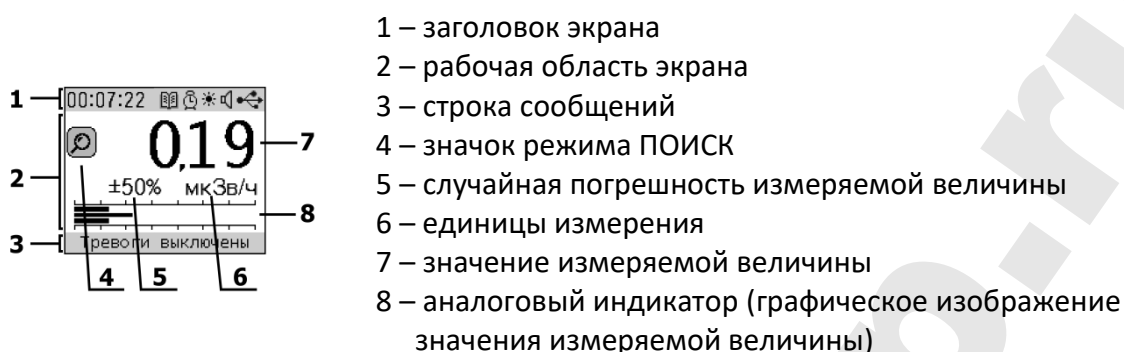 1 – заголовок экрана
2 – рабочая область экрана
3 – строка сообщений
4 – значок режима ПОИСК
5 – случайная погрешность измеряемой величины
6 – единицы измерения
7 – значение измеряемой величины
8 – аналоговый индикатор (графическое изображение
значения измеряемой величины)
1
00:07:22
2
0,19
7
±50% мкЗв/ч
8
3
Тревоги выключены
4 5 6
p.ru